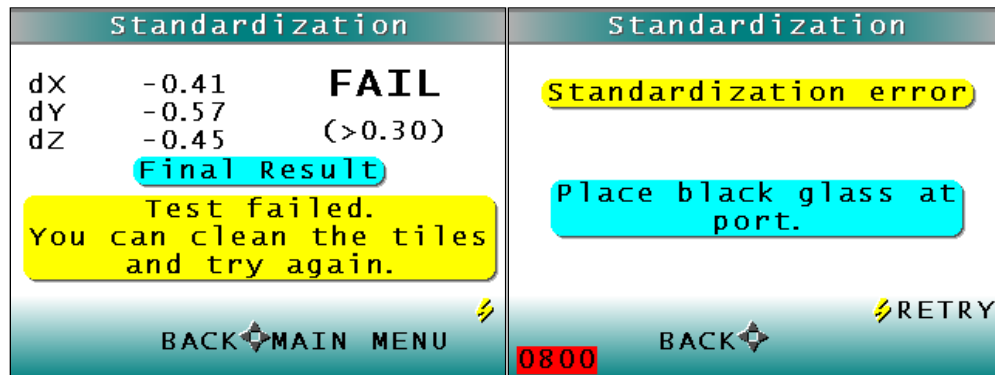 Standardization
dX -0.41 FAIL
dY -0.57 (>0.30)
dZ -0.45
Final Result
Test failed.
You can clean the tiles
and try again.
BACK MAIN MENU
Standardization
Standardization error
Place black glass at
port.
RETRY
BACK
0800